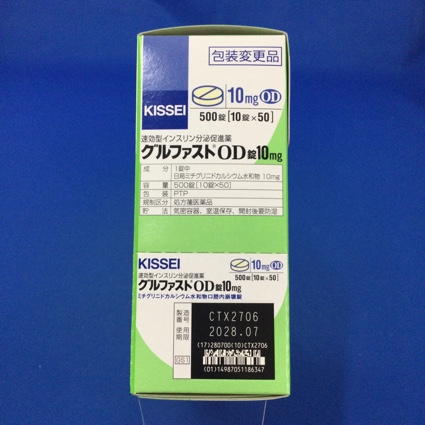 包装変更品
KISSEI
10mg OD
500錠[10錠×50]
速効型インスリン分泌促進薬
グルファスト®OD錠10mg
成分 1錠中
日局ミチグリニドカルシウム水和物 10mg
容量 500錠[10錠×50]
包装 PTP
規制区分 処方箋医薬品
貯法 気密容器、室温保存、開封後要防湿
KISSEI
10mg OD
速効型インスリン分泌促進薬
500錠[10錠×50]
グルファストOD錠10mg
ミチグリニドカルシウム水和物口腔内崩壊錠
製造番号 CTX2706
使用期限 2028.07
(17)280700(10)CTX2706
GS1
(01)14987051186347